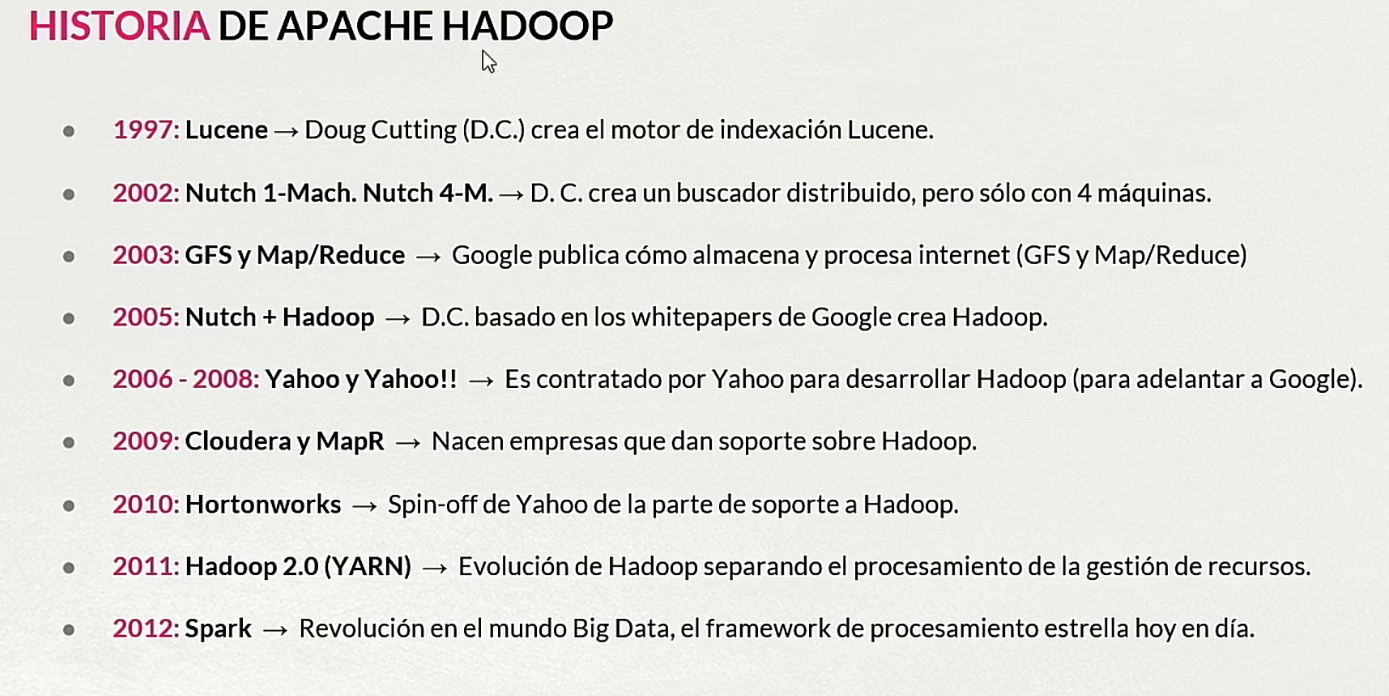 HISTORIA DE APACHE HADOOP
1997: Lucene → Doug Cutting (D.C.) crea el motor de indexación Lucene.
2002: Nutch 1-Mach. Nutch 4-M. → D. C. crea un buscador distribuido, pero sólo con 4 máquinas.
2003: GFS y Map/Reduce → Google publica cómo almacena y procesa internet (GFS y Map/Reduce)
2005: Nutch + Hadoop → D.C. basado en los whitepapers de Google crea Hadoop.
2006 - 2008: Yahoo y Yahoo!! → Es contratado por Yahoo para desarrollar Hadoop (para adelantar a Google).
2009: Cloudera y MapR → Nacen empresas que dan soporte sobre Hadoop.
2010: Hortonworks → Spin-off de Yahoo de la parte de soporte a Hadoop.
2011: Hadoop 2.0 (YARN) → Evolución de Hadoop separando el procesamiento de la gestión de recursos.
2012: Spark → Revolución en el mundo Big Data, el framework de procesamiento estrella hoy en día.